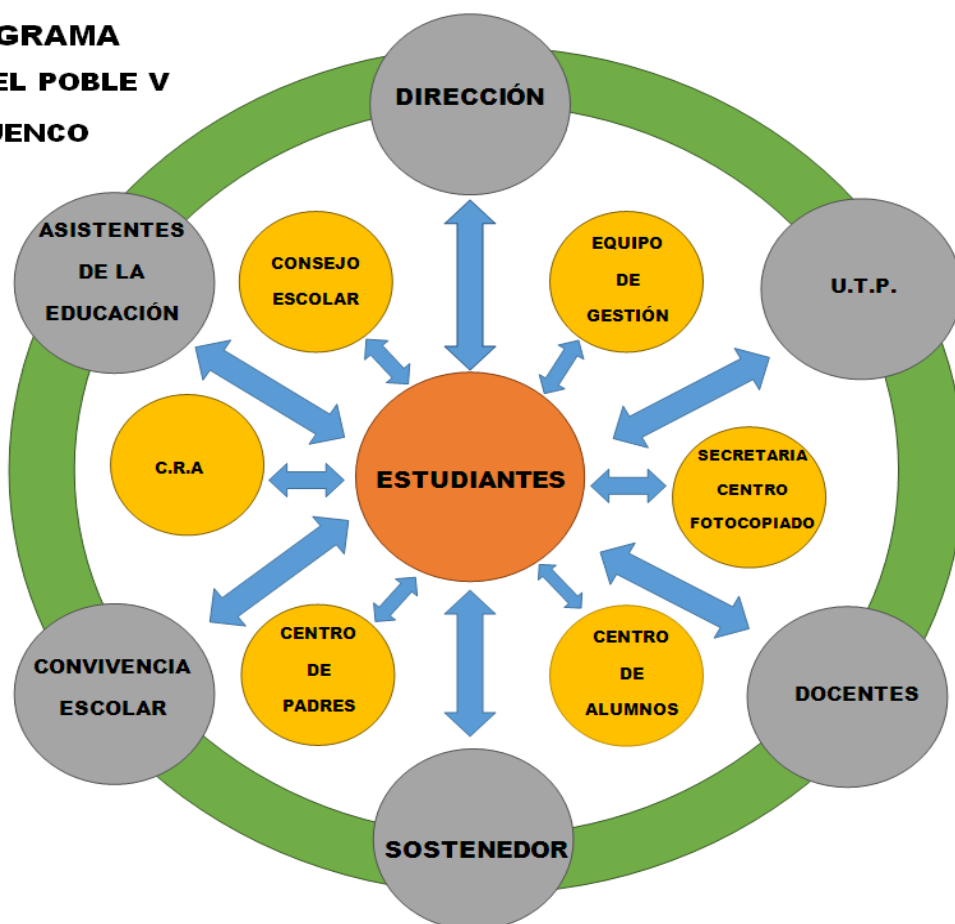 GRAMA
EL POBLE V
UENCO
DIRECCIÓN
ASISTENTES
DE LA
EDUCACIÓN
CONSEJO
ESCOLAR
EQUIPO
DE
GESTIÓN
U.T.P.
C.R.A
ESTUDIANTES
SECRETARIA
CENTRO
FOTOCOPIADO
CONVIVENCIA
ESCOLAR
CENTRO
DE
PADRES
CENTRO
DE
ALUMNOS
DOCENTES
SOSTENEDOR